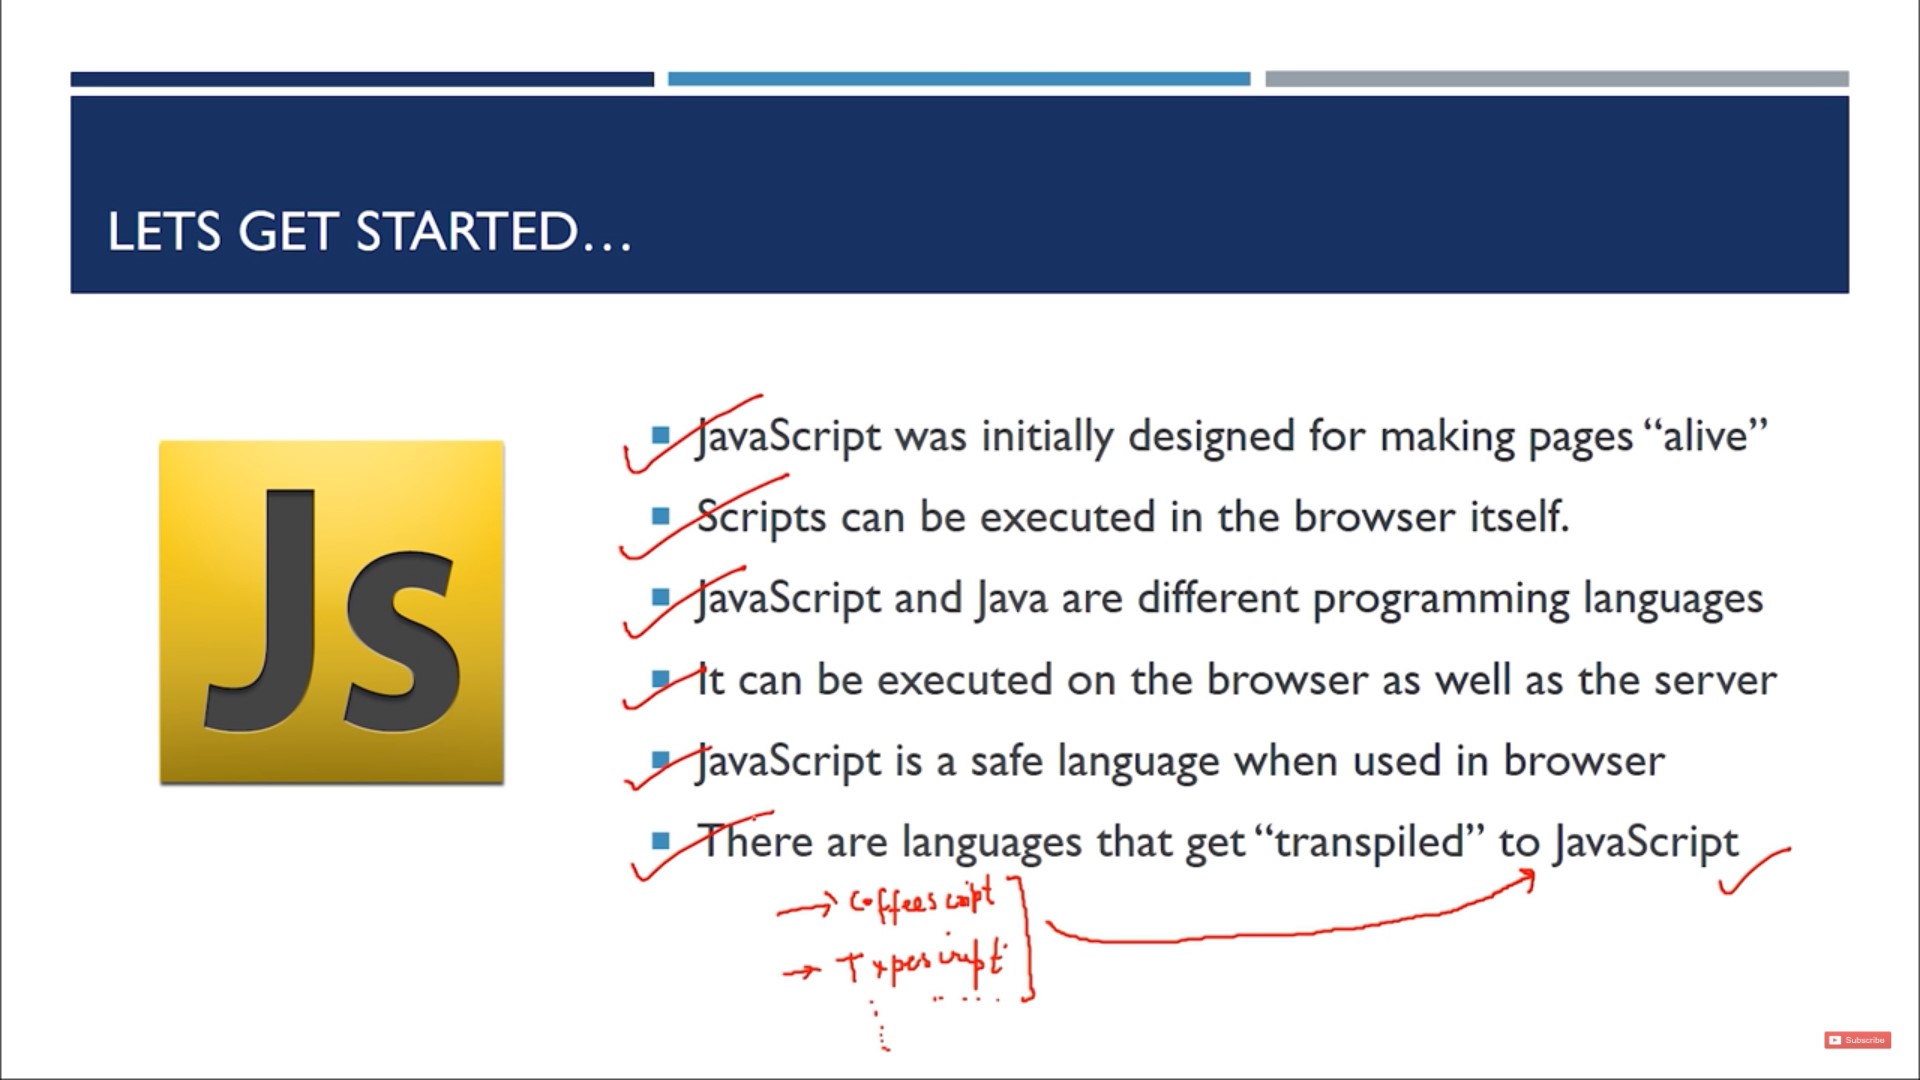 LETS GET STARTED...
Js
JavaScript was initially designed for making pages “alive”
Scripts can be executed in the browser itself.
JavaScript and Java are different programming languages
It can be executed on the browser as well as the server
JavaScript is a safe language when used in browser
There are languages that get “transpiled” to JavaScript
Coffeescript
Typescript
Subscribe